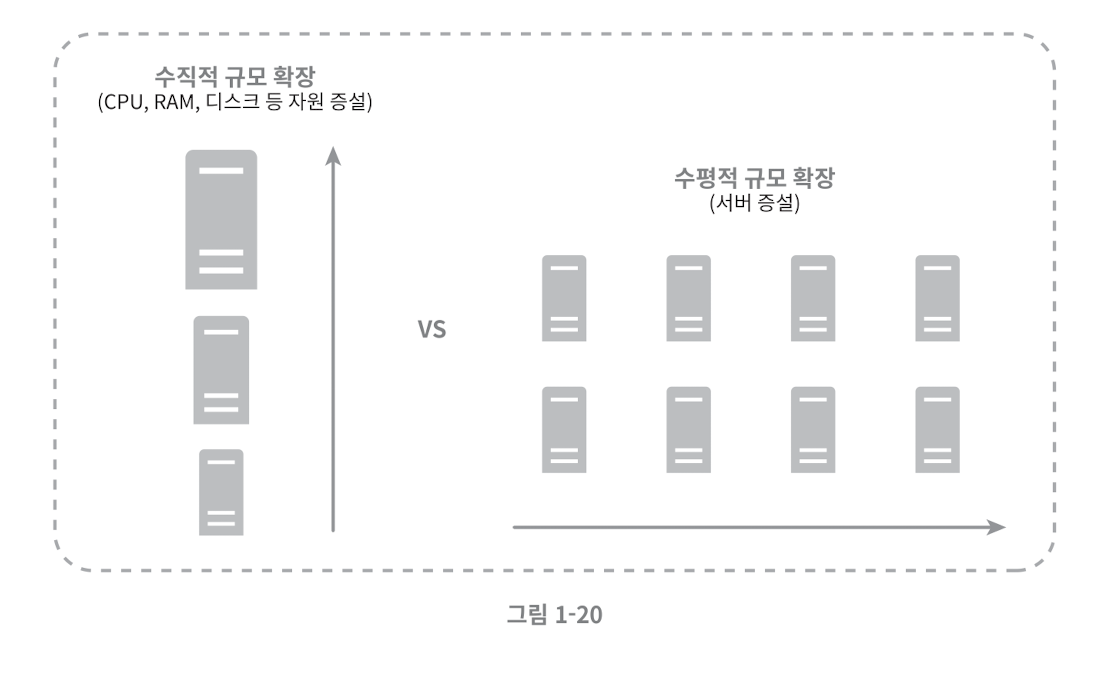 수직적 규모 확장
(CPU, RAM, 디스크 등 자원 증설)
수평적 규모 확장
(서버 증설)
VS
그림 1-20